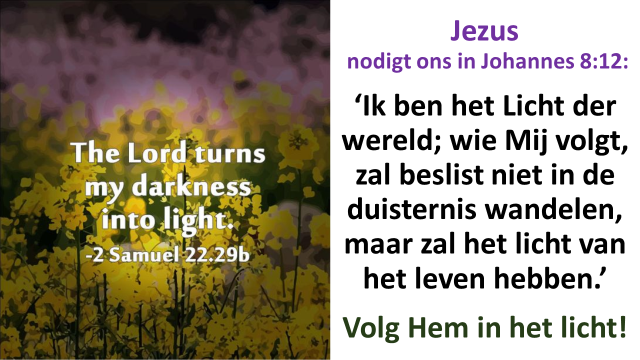 The Lord turns
my darkness
into light.
-2 Samuel 22.29b
Jezus
nodigt ons in Johannes 8:12:
‘Ik ben het Licht der
wereld; wie Mij volgt,
zal beslist niet in de
duisternis wandelen,
maar zal het licht van
het leven hebben.’
Volg Hem in het licht!